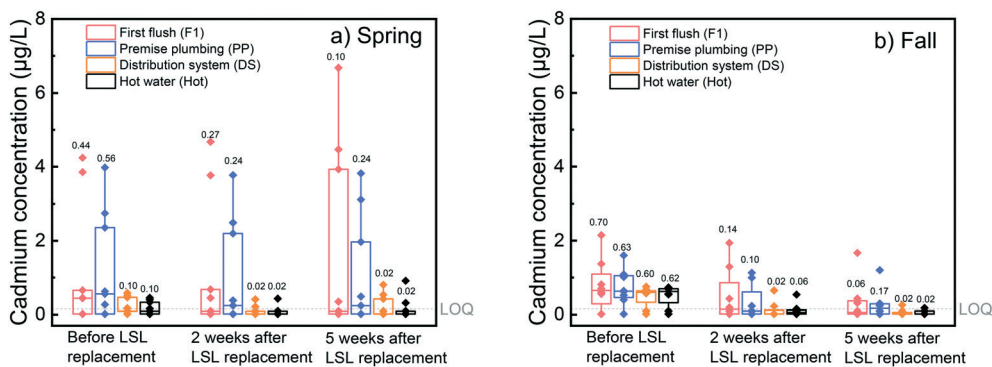 8
6
4
2
0
Cadmium concentration (µg/L)
First flush (F1)
Premise plumbing (PP)
Distribution system (DS)
Hot water (Hot)
a) Spring
0.44
0.56
0.10
0.10
0.27
0.24
0.02
0.02
0.10
0.24
0.02
0.02
LOQ
Before LSL
replacement
2 weeks after
LSL replacement
5 weeks after
LSL replacement
8
6
4
2
0
Cadmium concentration (µg/L)
First flush (F1)
Premise plumbing (PP)
Distribution system (DS)
Hot water (Hot)
b) Fall
0.70
0.63
0.60
0.62
0.14
0.10
0.02
0.06
0.06
0.17
0.02
0.02
LOQ
Before LSL
replacement
2 weeks after
LSL replacement
5 weeks after
LSL replacement